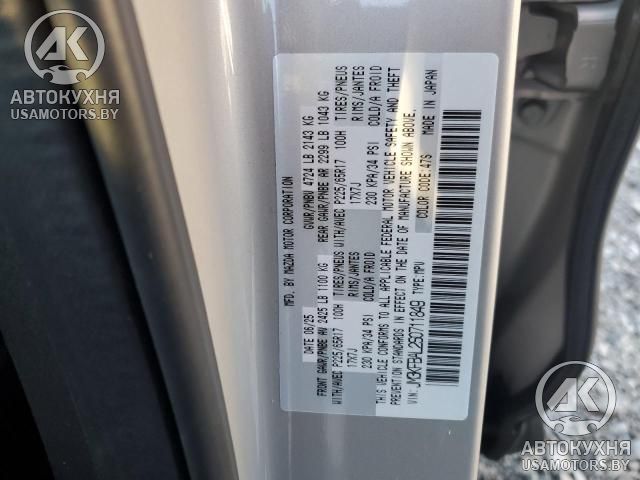 MFD. BY MAZDA MOTOR CORPORATION
DATE 06/25 GVWR/PNBV 4724 LB 2143 KG
FRONT GAWR/PNBE AV 2425 LB 1100 KG REAR GAWR/PNBE AR 2299 LB 1043 KG
WITH/AVEC P225/65R17 100H TIRES/PNEUS WITH/AVEC P225/65R17 100H TIRES/PNEUS
17X7J RIMS/JANTES 17X7J RIMS/JANTES
230 KPA/34 PSI COLD/A FROID 230 KPA/34 PSI COLD/A FROID
THIS VEHICLE CONFORMS TO ALL APPLICABLE FEDERAL MOTOR VEHICLE SAFETY AND THEFT
PREVENTION STANDARDS IN EFFECT ON THE DATE OF MANUFACTURE SHOWN ABOVE.
VIN: TYPE:MPV COLOR CODE:47S MADE IN JAPAN
АК
АВТОКУХНЯ
USAMOTORS.BY
АК
АВТОКУХНЯ
USAMOTORS.BY